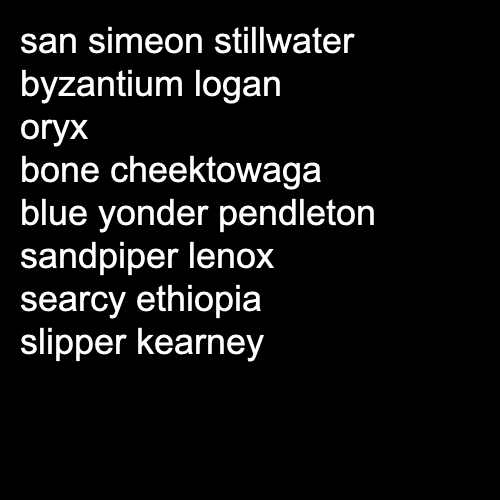 san simeon stillwater
byzantium logan
oryx
bone cheektowaga
blue yonder pendleton
sandpiper lenox
searcy ethiopia
slipper kearney